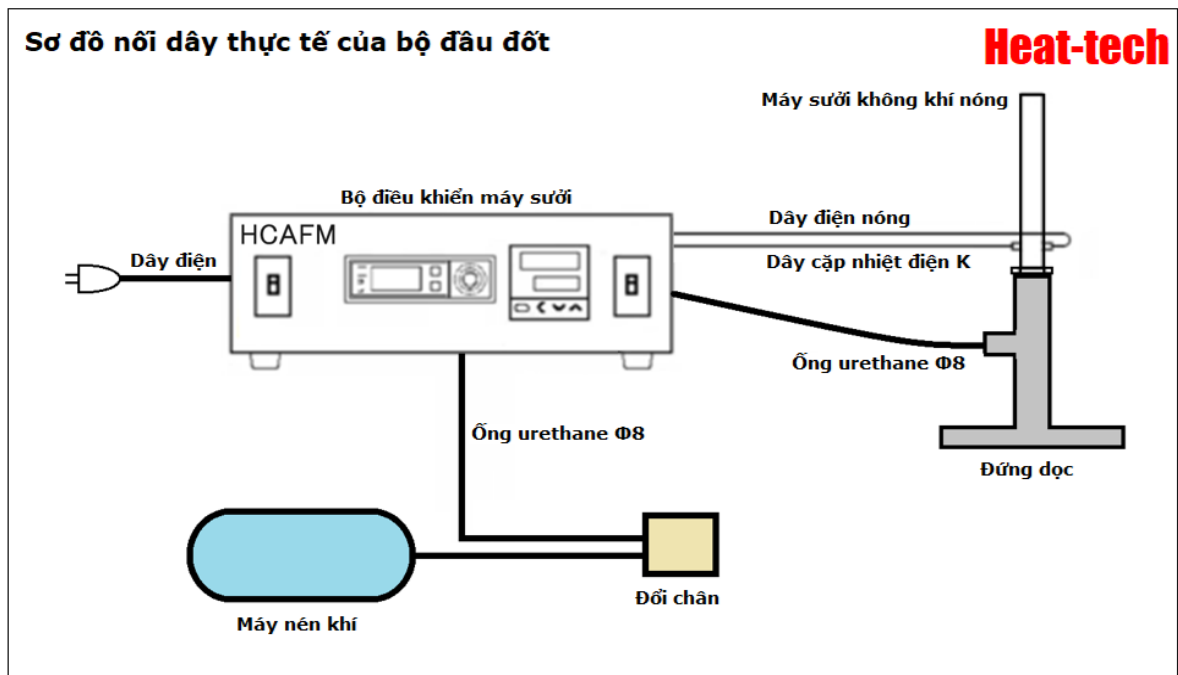 Sơ đồ nối dây thực tế của bộ đầu đốt
Heat-tech
Máy sưởi không khí nóng
Bộ điều khiển máy sưởi
Dây điện nóng
HCAFM
Dây điện
Dây cặp nhiệt điện K
Ống urethane Φ8
Ống urethane Φ8
Đứng dọc
Đổi chân
Máy nén khí